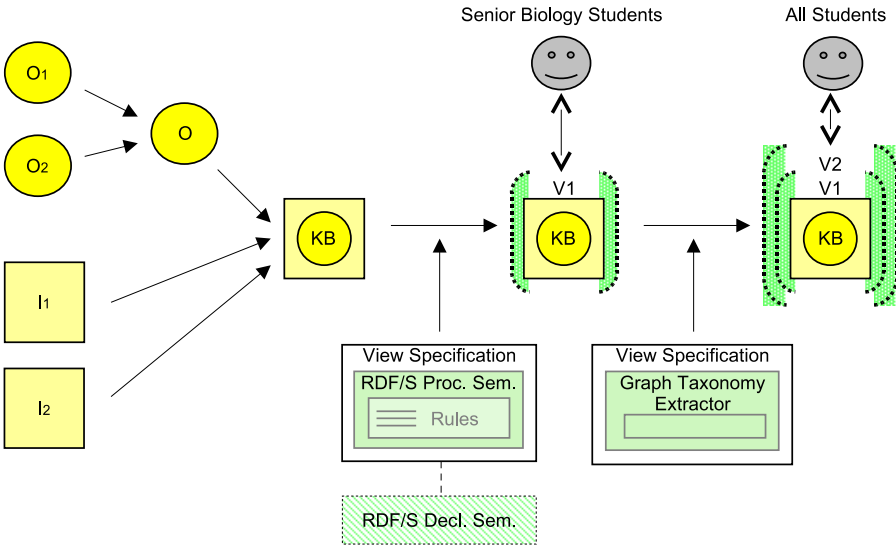 Senior Biology Students
All Students
O1
O2
O
V2
V1
V1
KB
KB
KB
I1
I2
View Specification
RDF/S Proc. Sem.
Rules
View Specification
Graph Taxonomy
Extractor
RDF/S Decl. Sem.